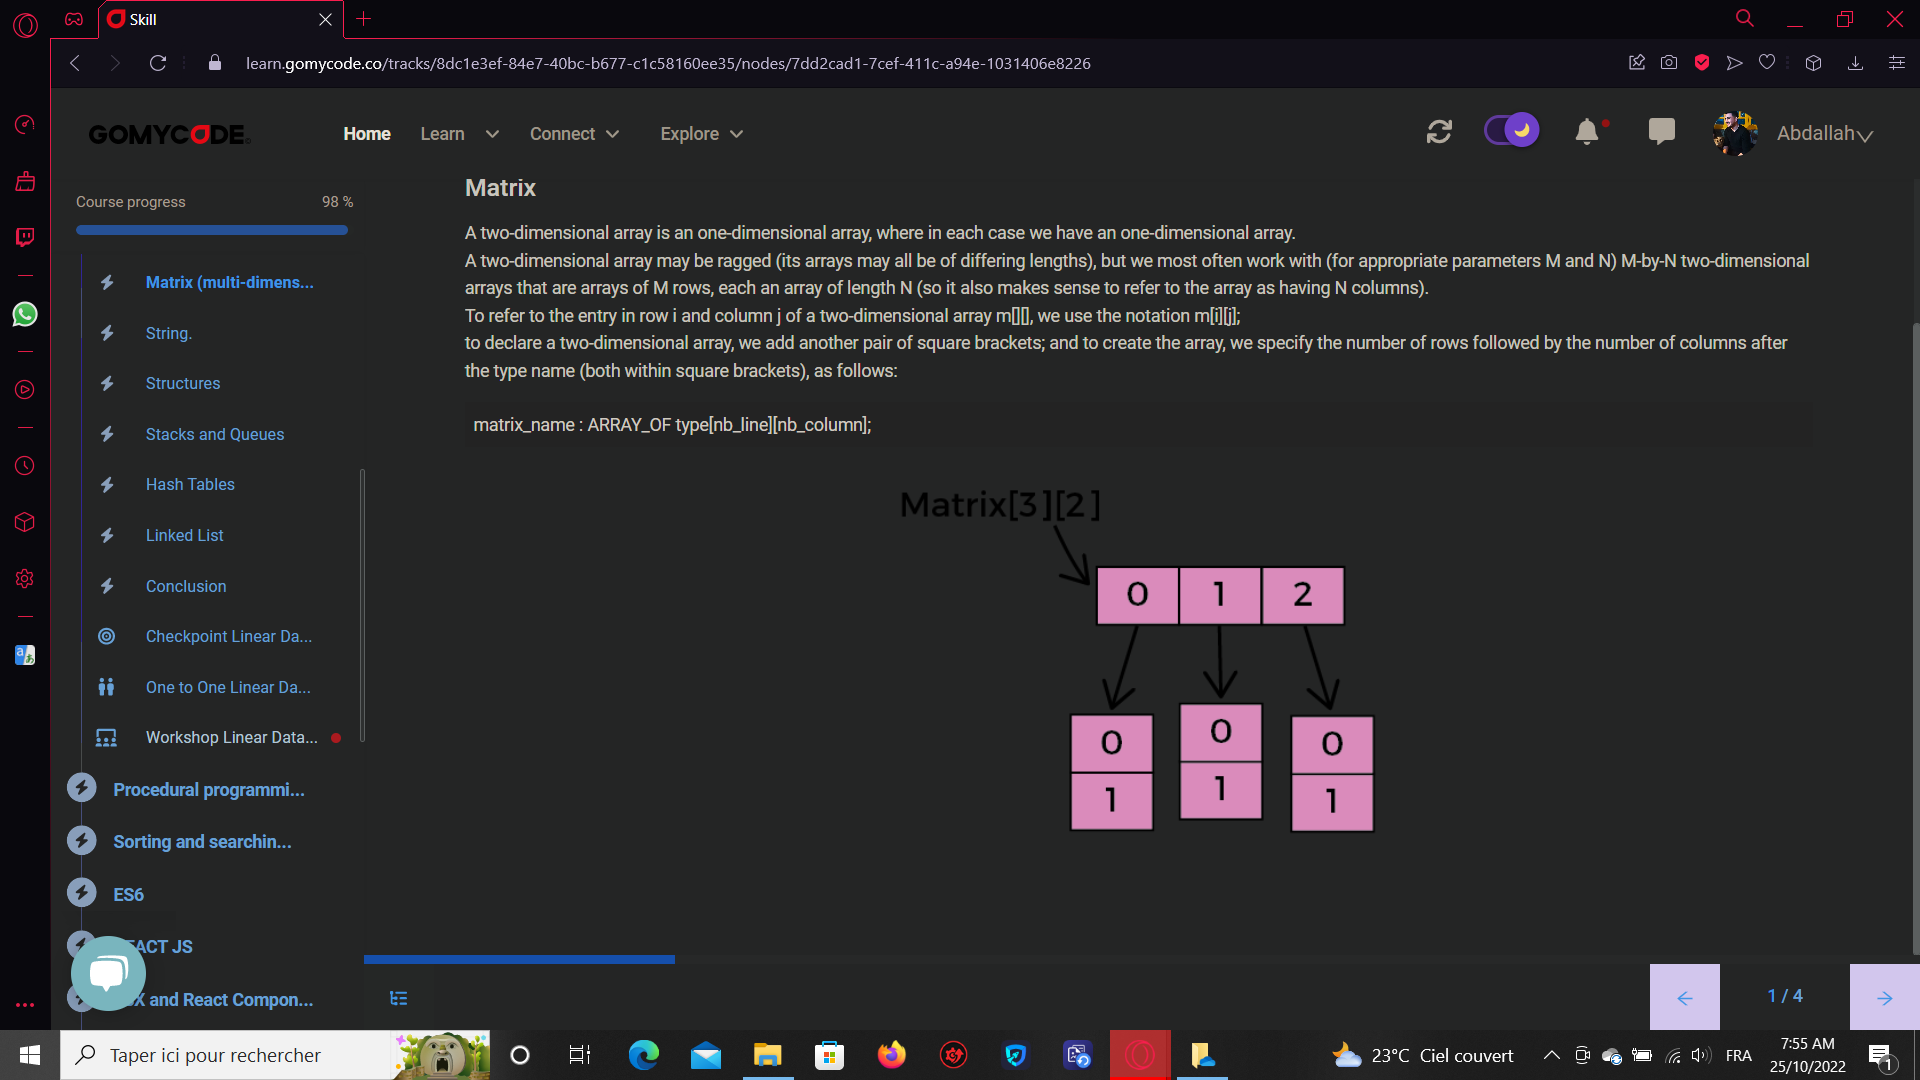 Skill
learn.gomycode.co/tracks/8dc1e3ef-84e7-40bc-b677-c1c58160ee35/nodes/7dd2cad1-7cef-411c-a94e-1031406e8226
GOMYCODE
Home
Learn
Connect
Explore
Abdallah
Course progress
98 %
Matrix (multi-dimens...
String.
Structures
Stacks and Queues
Hash Tables
Linked List
Conclusion
Checkpoint Linear Da...
One to One Linear Da...
Workshop Linear Data...
Procedural programmi...
Sorting and searchin...
ES6
ACT JS
X and React Compon...
Matrix
A two-dimensional array is an one-dimensional array, where in each case we have an one-dimensional array.
A two-dimensional array may be ragged (its arrays may all be of differing lengths), but we most often work with (for appropriate parameters M and N) M-by-N two-dimensional
arrays that are arrays of M rows, each an array of length N (so it also makes sense to refer to the array as having N columns).
To refer to the entry in row i and column j of a two-dimensional array m[][], we use the notation m[i][j];
to declare a two-dimensional array, we add another pair of square brackets; and to create the array, we specify the number of rows followed by the number of columns after
the type name (both within square brackets), as follows:
matrix_name : ARRAY_OF type[nb_line][nb_column];
Matrix[3][2]
0 1 2
0 0 0
1 1 1
1 / 4
Taper ici pour rechercher
23°C Ciel couvert
FRA
7:55 AM
25/10/2022
1